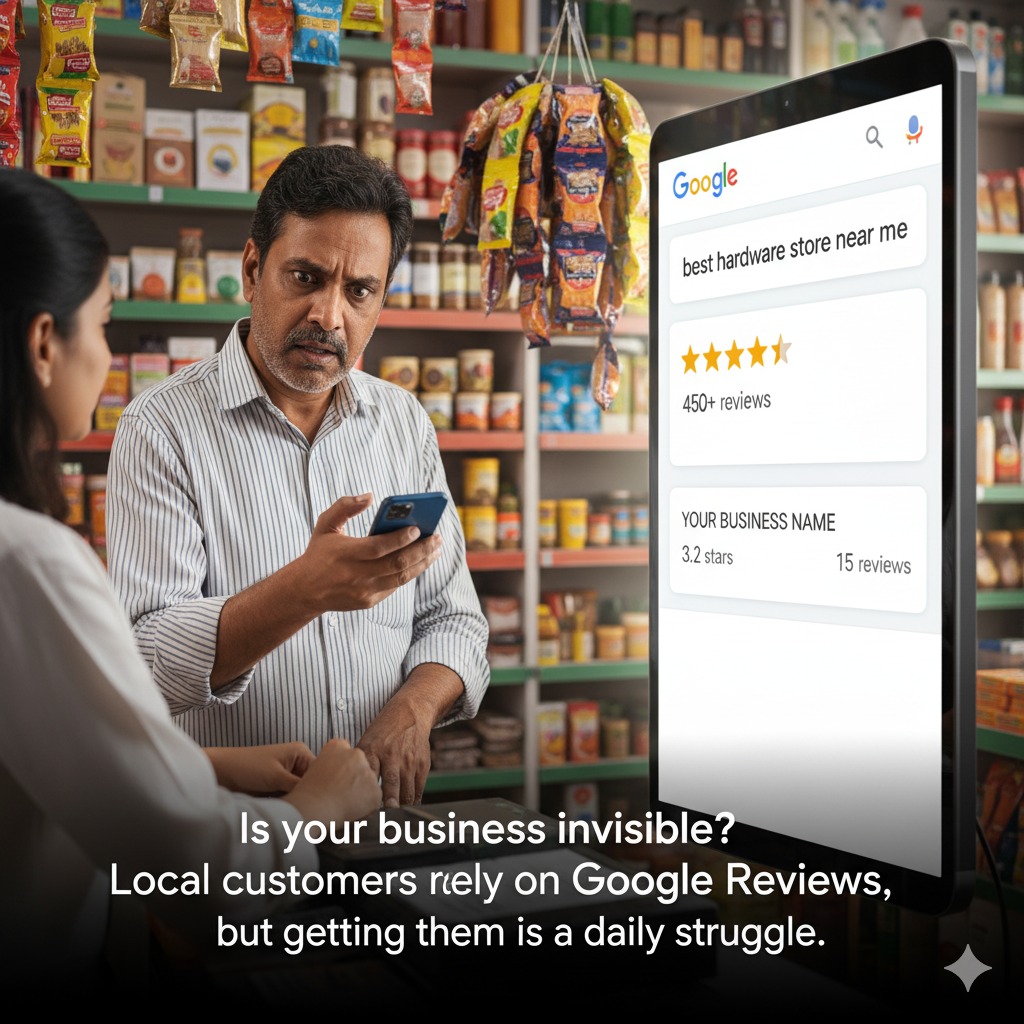 Google
best hardware store near me
450+ reviews
YOUR BUSINESS NAME
3.2 stars
15 reviews
Is your business invisible?
Local customers rely on Google Reviews,
but getting them is a daily struggle.